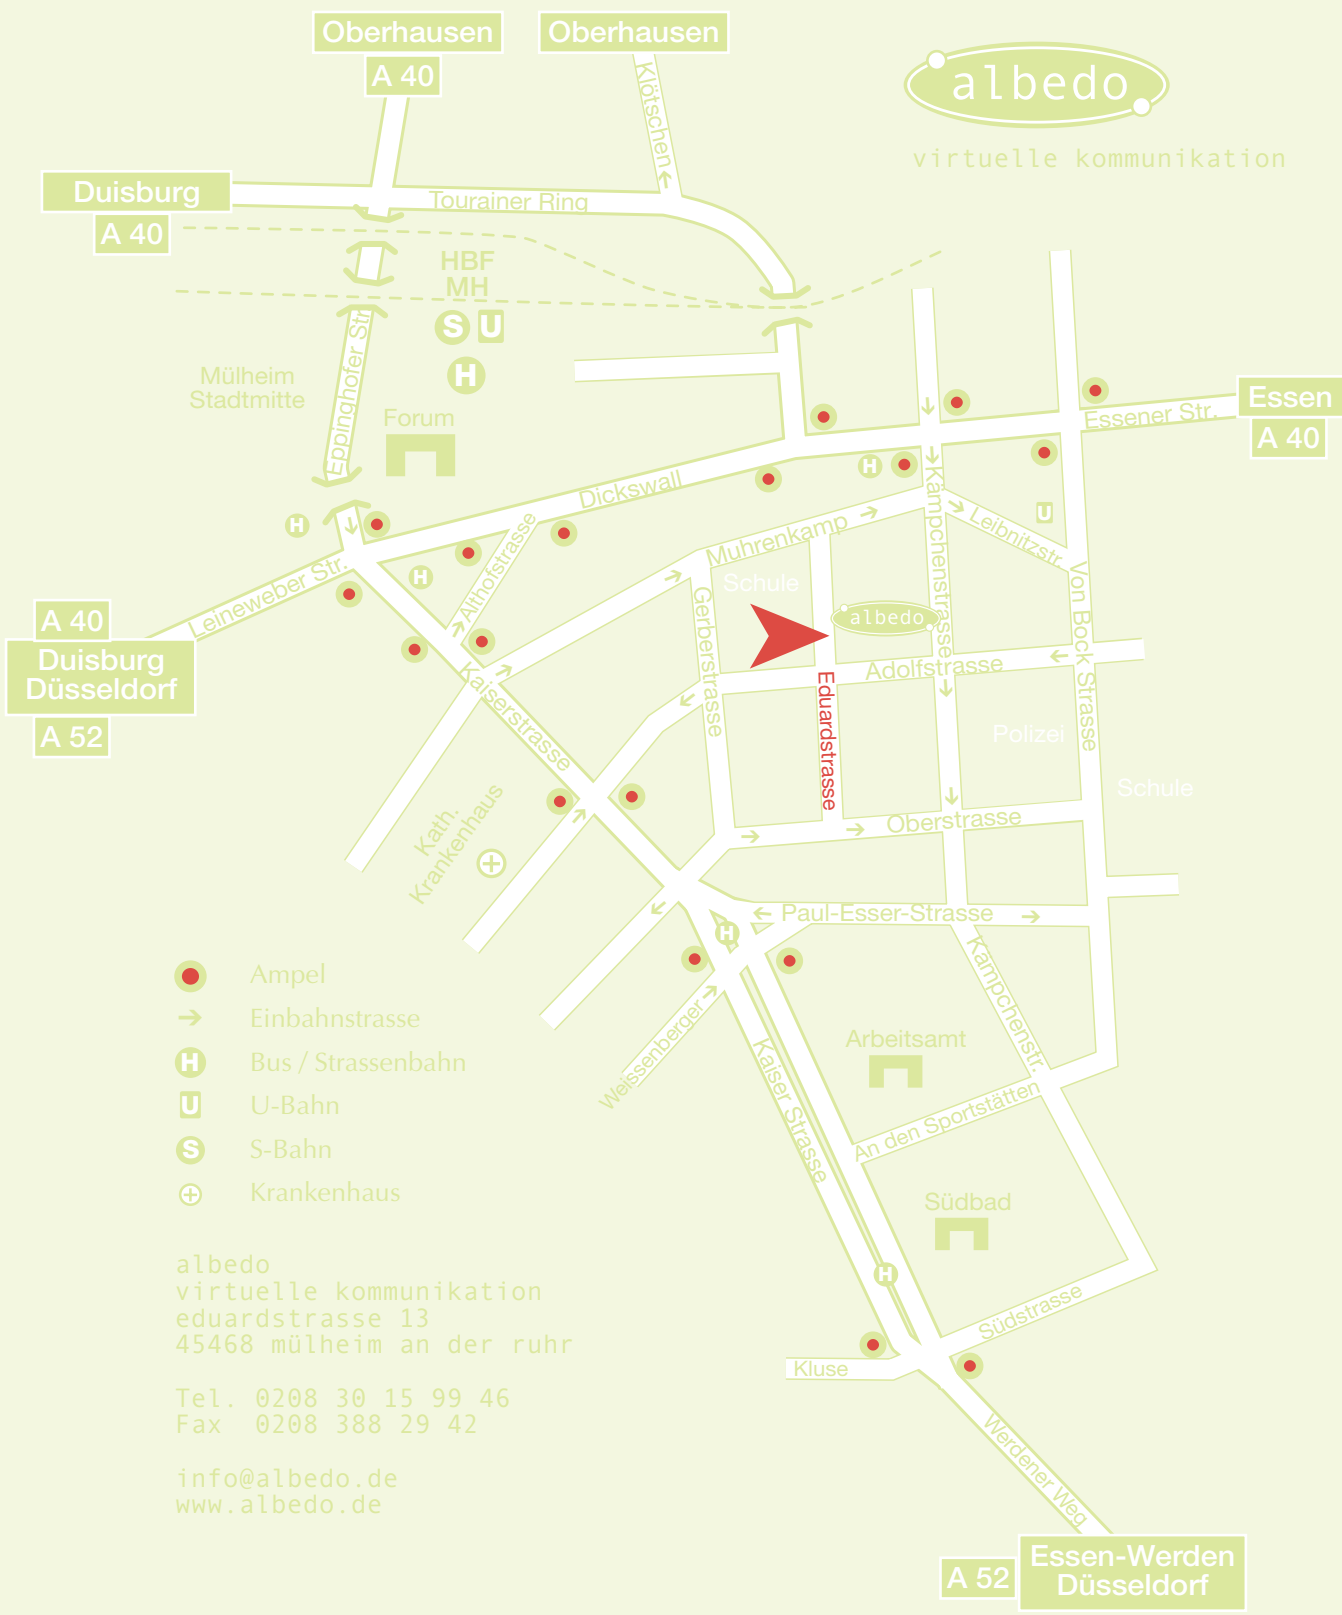 Oberhausen
A 40
Oberhausen
albedo
virtuelle kommunikation
Klötschen
Duisburg
A 40
Tourainer Ring
HBF
MH
S U
H
Mülheim
Stadtmitte
Eppinghofer Str.
Forum
Essen
A 40
Essener Str.
Dickswall
H
H
H
U
Kämpchenstrasse
Leibnitzstr.
Muhrenkamp
Althofstrasse
Leineweber Str.
A 40
Duisburg
Düsseldorf
A 52
Schule
Gerberstrasse
albedo
Von Bock Strasse
Adolfstrasse
Kaiserstrasse
Eduardstrasse
Polizei
Schule
Kath.
Krankenhaus
Oberstrasse
Paul-Esser-Strasse
H
Kämpchenstr.
Weissenberger
Kaiser Strasse
Arbeitsamt
An den Sportstätten
Südbad
H
Südstrasse
Kluse
Werdener Weg
A 52
Essen-Werden
Düsseldorf
Ampel
Einbahnstrasse
H Bus / Strassenbahn
U U-Bahn
S S-Bahn
Krankenhaus
albedo
virtuelle kommunikation
eduardstrasse 13
45468 mülheim an der ruhr
Tel. 0208 30 15 99 46
Fax 0208 388 29 42
info@albedo.de
www.albedo.de